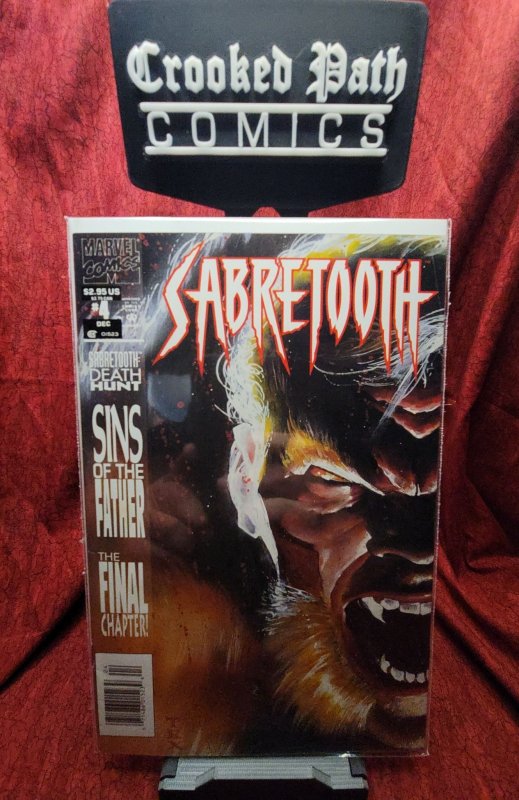 Crooked Path
COMICS
MARVEL
COMICS
M
$2.95 US
#4
DEC
01523
SABRETOOTH
SABRETOOTH
DEATH
HUNT
SINS
OF THE
FATHER
THE
FINAL
CHAPTER!